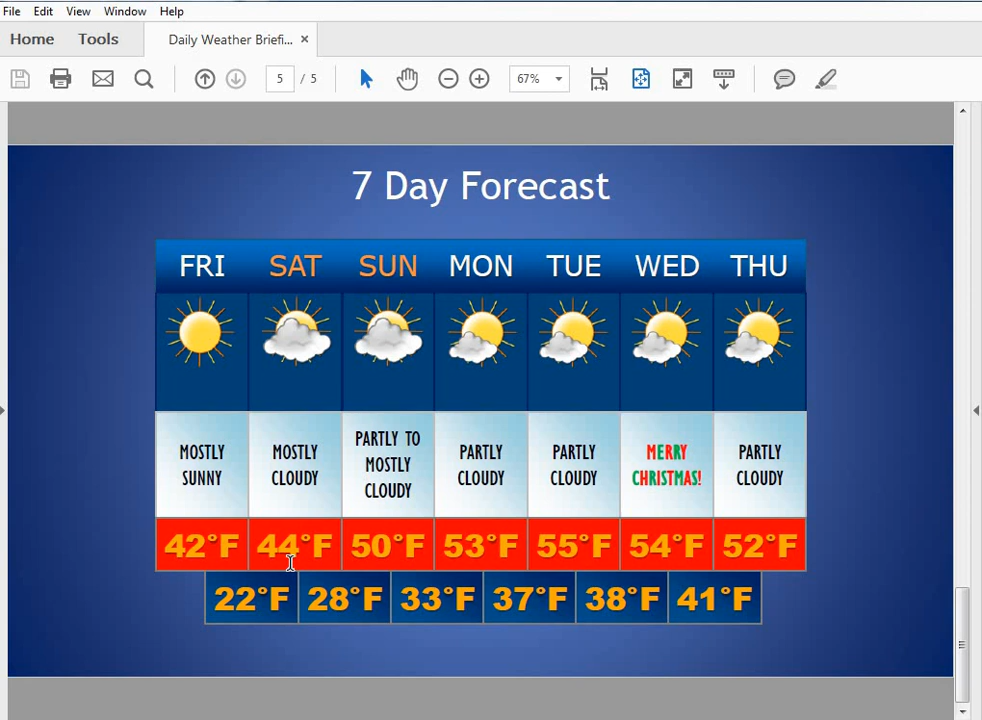 File Edit View Window Help
Home Tools Daily Weather Briefi... ×
5 / 5 67%
7 Day Forecast
FRI SAT SUN MON TUE WED THU
MOSTLY SUNNY
MOSTLY CLOUDY
PARTLY TO MOSTLY CLOUDY
PARTLY CLOUDY
PARTLY CLOUDY
MERRY CHRISTMAS!
PARTLY CLOUDY
42°F 44°F 50°F 53°F 55°F 54°F 52°F
22°F 28°F 33°F 37°F 38°F 41°F